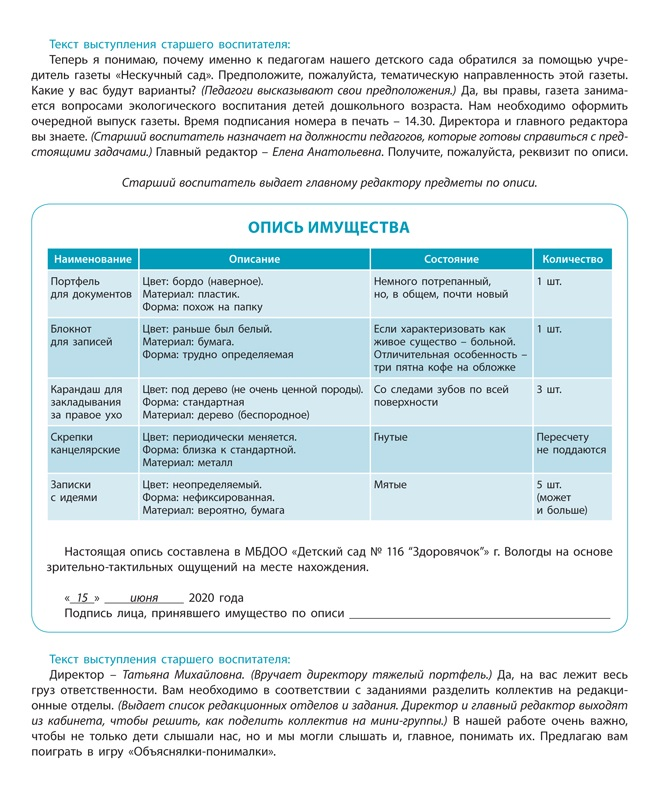 Текст выступления старшего воспитателя:
Теперь я понимаю, почему именно к педагогам нашего детского сада обратился за помощью учре-
дитель газеты «Нескучный сад». Предположите, пожалуйста, тематическую направленность этой газеты.
Какие у вас будут варианты? (Педагоги высказывают свои предположения.) Да, вы правы, газета занима-
ется вопросами экологического воспитания детей дошкольного возраста. Нам необходимо оформить
очередной выпуск газеты. Время подписания номера в печать – 14.30. Директора и главного редактора
вы знаете. (Старший воспитатель назначает на должности педагогов, которые готовы справиться с пред-
стоящими задачами.) Главный редактор – Елена Анатольевна. Получите, пожалуйста, реквизит по описи.
Старший воспитатель выдает главному редактору предметы по описи.
ОПИСЬ ИМУЩЕСТВА
Наименование Описание Состояние Количество
Портфель Цвет: бордо (наверное). Немного потрепанный, 1 шт.
для документов Материал: пластик. но, в общем, почти новый
Форма: похож на папку
Блокнот Цвет: раньше был белый. Если характеризовать как 1 шт.
для записей Материал: бумага. живое существо – больной.
Форма: трудно определяемая Отличительная особенность –
три пятна кофе на обложке
Карандаш для Цвет: под дерево (не очень ценной породы). Со следами зубов по всей 3 шт.
закладывания Форма: стандартная поверхности
за правое ухо Материал: дерево (беспородное)
Скрепки Цвет: периодически меняется. Гнутые Пересчету
канцелярские Форма: близка к стандартной. не поддаются
Материал: металл
Записки Цвет: неопределяемый. Мятые 5 шт.
с идеями Форма: нефиксированная. (может
Материал: вероятно, бумага и больше)
Настоящая опись составлена в МБДОО «Детский сад № 116 “Здоровячок”» г. Вологды на основе
зрительно-тактильных ощущений на месте нахождения.
«_15_» ____июня____ 2020 года
Подпись лица, принявшего имущество по описи ______________________________
Текст выступления старшего воспитателя:
Директор – Татьяна Михайловна. (Вручает директору тяжелый портфель.) Да, на вас лежит весь
груз ответственности. Вам необходимо в соответствии с заданиями разделить коллектив на редакци-
онные отделы. (Выдает список редакционных отделов и задания. Директор и главный редактор выходят
из кабинета, чтобы решить, как поделить коллектив на мини-группы.) В нашей работе очень важно,
чтобы не только дети слышали нас, но и мы могли слышать и, главное, понимать их. Предлагаю вам
поиграть в игру «Объяснялки-понималки».